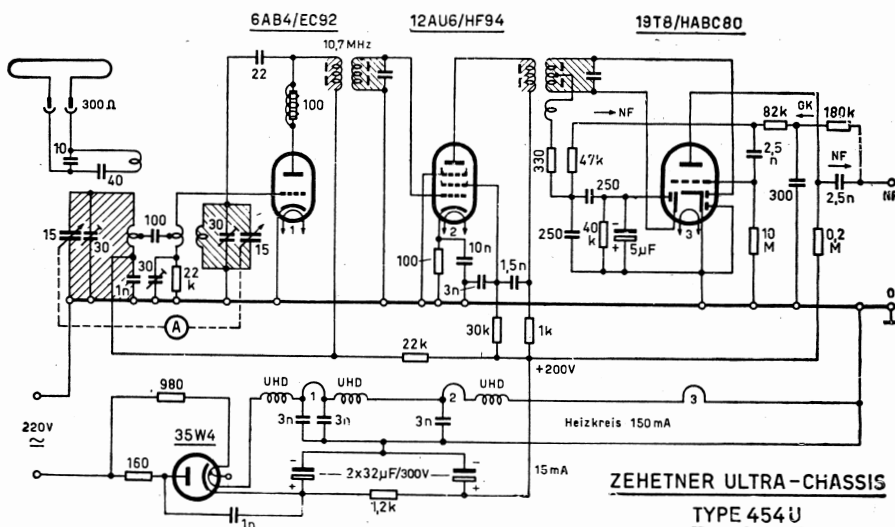 6AB4/EC92
12AU6/HF94
19T8/HABC80
10,7 MHz
22
100
300 Ω
10
40
NF
GK
82k
180k
330
47k
2,5
n
NF
2,5n
250
300
15
30
100
30
15
1
2
3
250
40
k
5µF
10
M
0,2
M
1n
30
22
k
100
10n
3n
1,5n
A
30k
1k
22k
+200V
980
UHD
1
UHD
2
UHD
3
3n
3n
3n
Heizkreis 150 mA
220V
35W4
160
2x32µF/300V
15mA
1,2k
1n
ZEHETNER ULTRA-CHASSIS
TYPE 454U